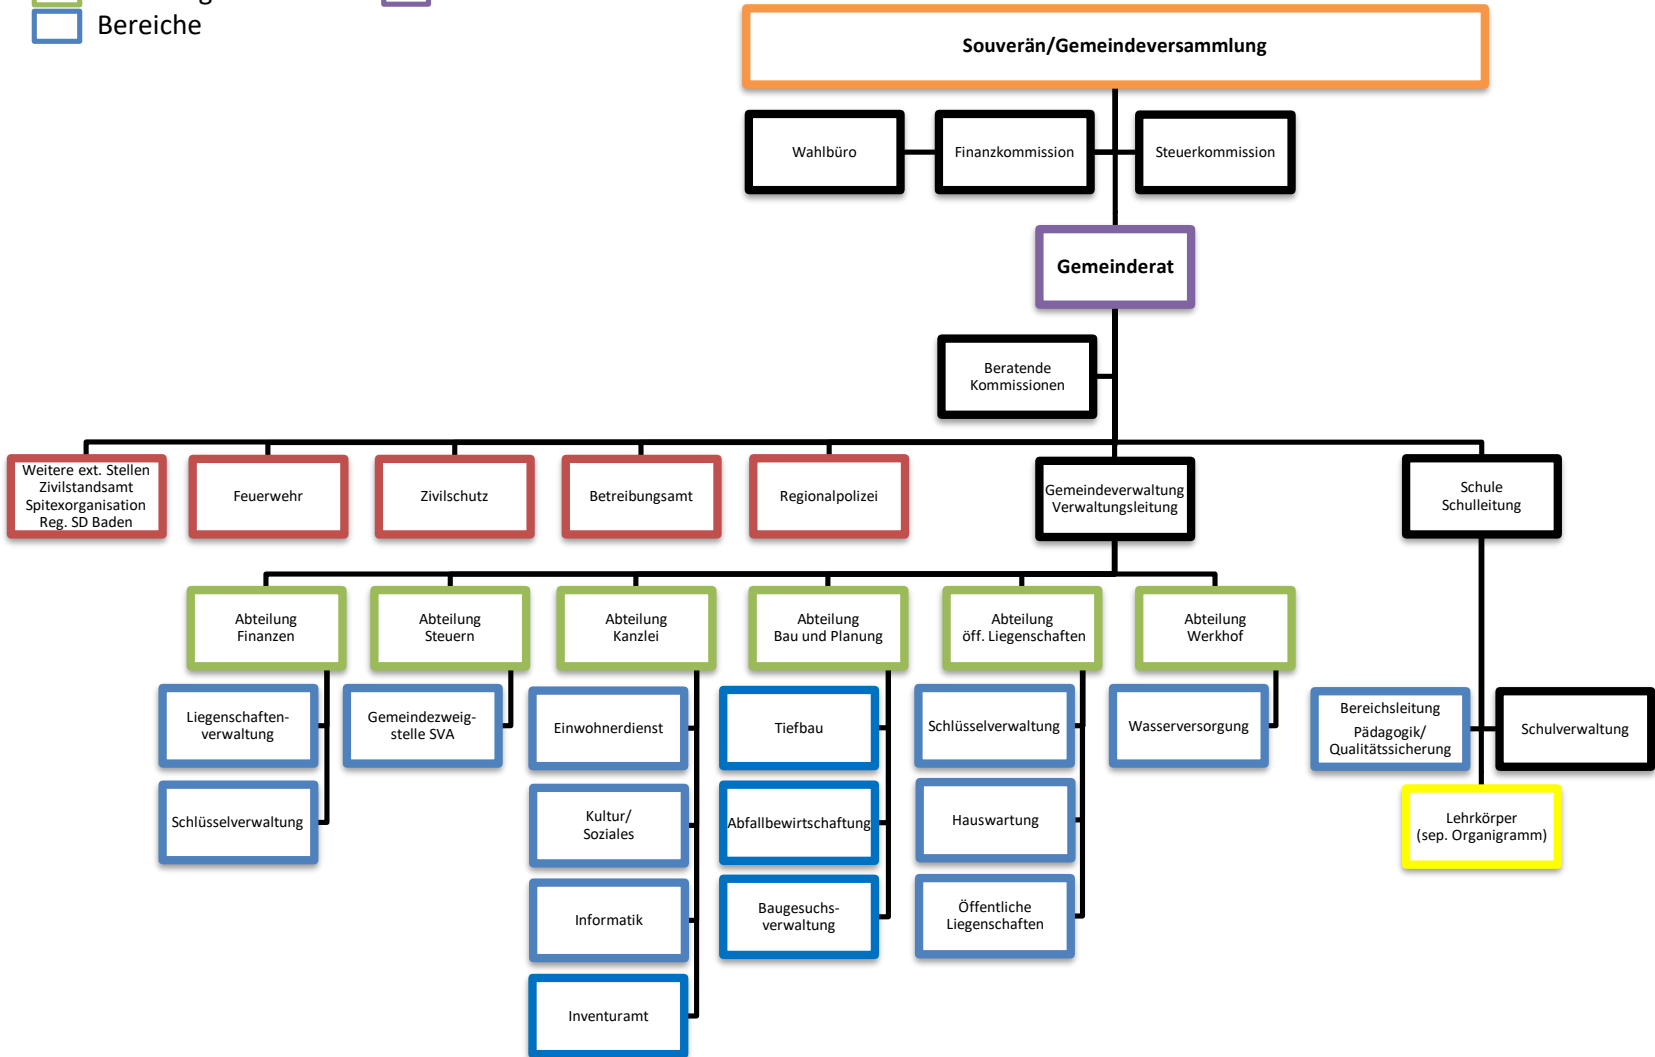 Bereiche
Souverän/Gemeindeversammlung
Wahlbüro
Finanzkommission
Steuerkommission
Gemeinderat
Beratende
Kommissionen
Weitere ext. Stellen
Zivilstandsamt
Spitexorganisation
Reg. SD Baden
Feuerwehr
Zivilschutz
Betreibungsamt
Regionalpolizei
Gemeindeverwaltung
Verwaltungsleitung
Schule
Schulleitung
Abteilung
Finanzen
Abteilung
Steuern
Abteilung
Kanzlei
Abteilung
Bau und Planung
Abteilung
öff. Liegenschaften
Abteilung
Werkhof
Liegenschaften-
verwaltung
Gemeindezweig-
stelle SVA
Einwohnerdienst
Tiefbau
Schlüsselverwaltung
Wasserversorgung
Bereichsleitung
Pädagogik/
Qualitätssicherung
Schulverwaltung
Schlüsselverwaltung
Kultur/
Soziales
Abfallbewirtschaftung
Hauswartung
Lehrkörper
(sep. Organigramm)
Informatik
Baugesuchs-
verwaltung
Öffentliche
Liegenschaften
Inventuramt